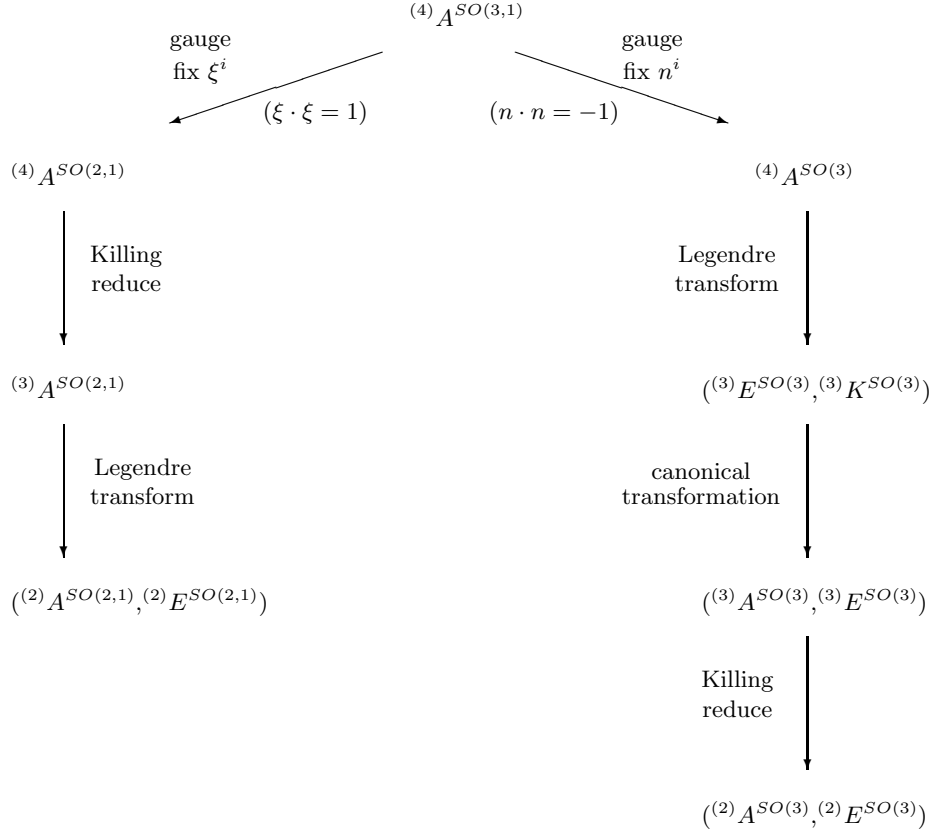 ⁽⁴⁾A^{SO(3,1)}
gauge
fix ξ^i
(ξ · ξ = 1)
gauge
fix n^i
(n · n = −1)
⁽⁴⁾A^{SO(2,1)}
⁽⁴⁾A^{SO(3)}
Killing
reduce
Legendre
transform
⁽³⁾A^{SO(2,1)}
(⁽³⁾E^{SO(3)},⁽³⁾K^{SO(3)})
Legendre
transform
canonical
transformation
(⁽²⁾A^{SO(2,1)},⁽²⁾E^{SO(2,1)})
(⁽³⁾A^{SO(3)},⁽³⁾E^{SO(3)})
Killing
reduce
(⁽²⁾A^{SO(3)},⁽²⁾E^{SO(3)})